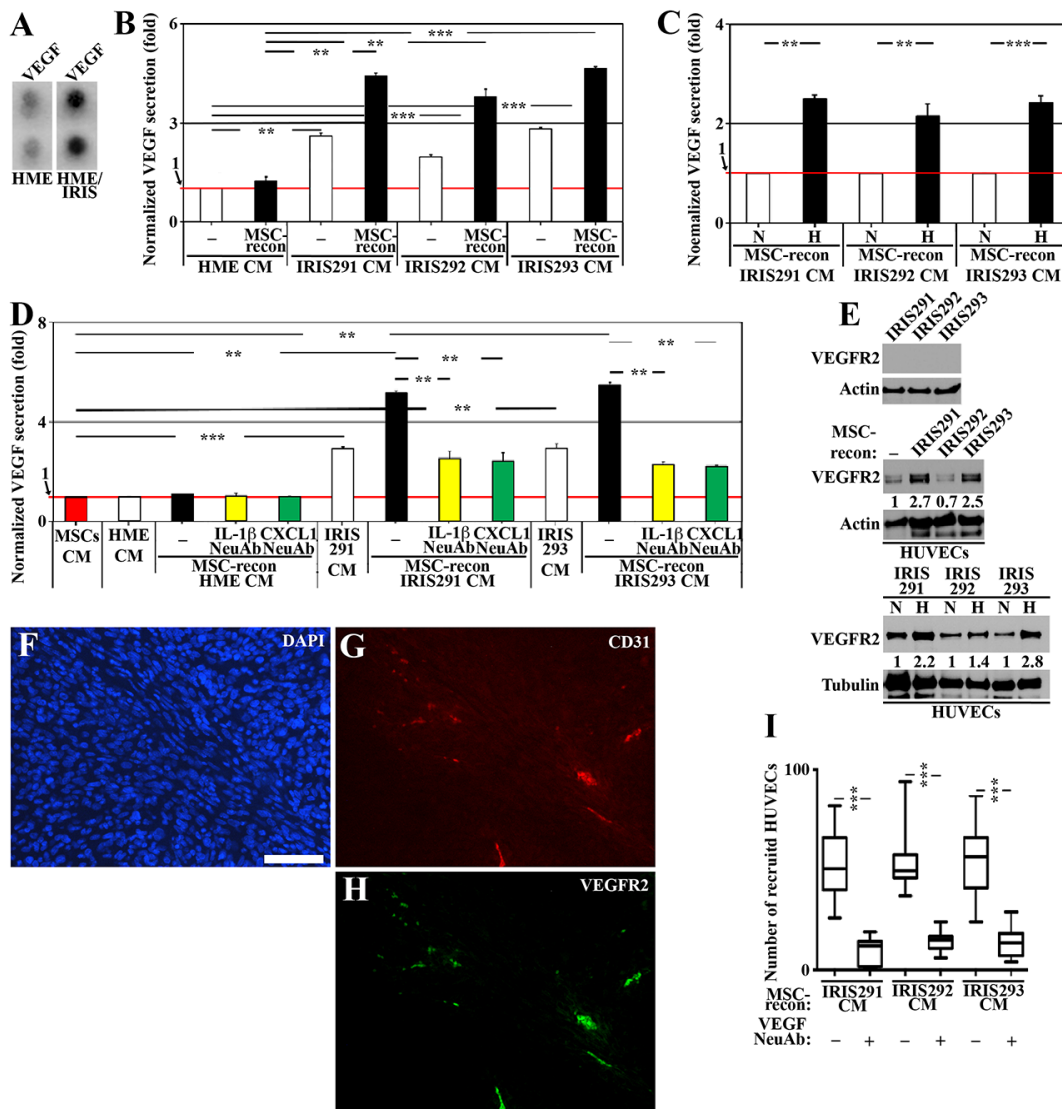 A
VEGF VEGF
HME HME/
IRIS
B
Normalized VEGF secretion (fold)
6
3
1
0
** ** ***
** *** ***
– MSC-recon – MSC-recon – MSC-recon – MSC-recon
HME CM IRIS291 CM IRIS292 CM IRIS293 CM
C
Noemalized VEGF secretion (fold)
4
2
1
0
** ** ***
N H N H N H
MSC-recon MSC-recon MSC-recon
IRIS291 CM IRIS292 CM IRIS293 CM
D
Normalized VEGF secretion (fold)
8
4
1
0
**
** ** **
** **
**
***
MSCs CM
HME CM
– IL-1β NeuAb CXCL1 NeuAb
MSC-recon
HME CM
IRIS 291 CM
– IL-1β NeuAb CXCL1 NeuAb
MSC-recon
IRIS291 CM
IRIS 293 CM
– IL-1β NeuAb CXCL1 NeuAb
MSC-recon
IRIS293 CM
E
IRIS291 IRIS292 IRIS293
VEGFR2
Actin
MSC-recon: – IRIS291 IRIS292 IRIS293
VEGFR2
1 2.7 0.7 2.5
Actin
HUVECs
IRIS 291 IRIS 292 IRIS 293
N H N H N H
VEGFR2
1 2.2 1 1.4 1 2.8
Tubulin
HUVECs
F
DAPI
G
CD31
H
VEGFR2
I
Number of recruitd HUVECs
100
0
*** *** ***
MSC-recon: IRIS291 CM IRIS292 CM IRIS293 CM
VEGF
NeuAb: – + – + – +